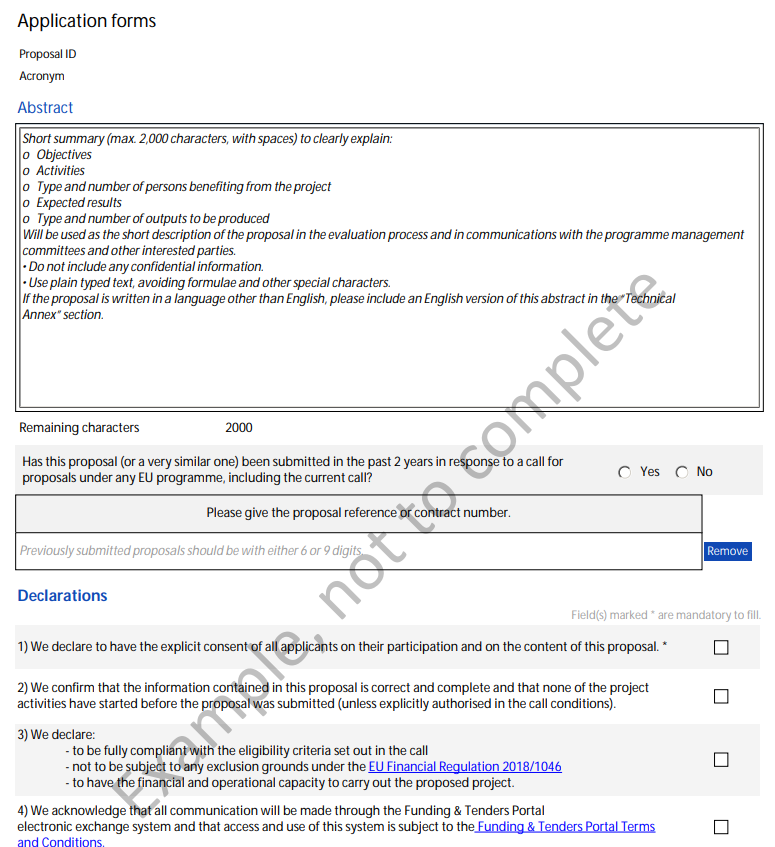 Application forms
Proposal ID
Acronym
Abstract
Short summary (max. 2,000 characters, with spaces) to clearly explain:
o Objectives
o Activities
o Type and number of persons benefiting from the project
o Expected results
o Type and number of outputs to be produced
Will be used as the short description of the proposal in the evaluation process and in communications with the programme management
committees and other interested parties.
• Do not include any confidential information.
• Use plain typed text, avoiding formulae and other special characters.
If the proposal is written in a language other than English, please include an English version of this abstract in the "Technical
Annex" section.
Remaining characters 2000
Has this proposal (or a very similar one) been submitted in the past 2 years in response to a call for
proposals under any EU programme, including the current call?
Yes No
Please give the proposal reference or contract number.
Previously submitted proposals should be with either 6 or 9 digits.
Remove
Declarations
Field(s) marked * are mandatory to fill.
1) We declare to have the explicit consent of all applicants on their participation and on the content of this proposal. *
2) We confirm that the information contained in this proposal is correct and complete and that none of the project
activities have started before the proposal was submitted (unless explicitly authorised in the call conditions).
3) We declare:
- to be fully compliant with the eligibility criteria set out in the call
- not to be subject to any exclusion grounds under the EU Financial Regulation 2018/1046
- to have the financial and operational capacity to carry out the proposed project.
4) We acknowledge that all communication will be made through the Funding & Tenders Portal
electronic exchange system and that access and use of this system is subject to the Funding & Tenders Portal Terms
and Conditions.
Example, not to complete